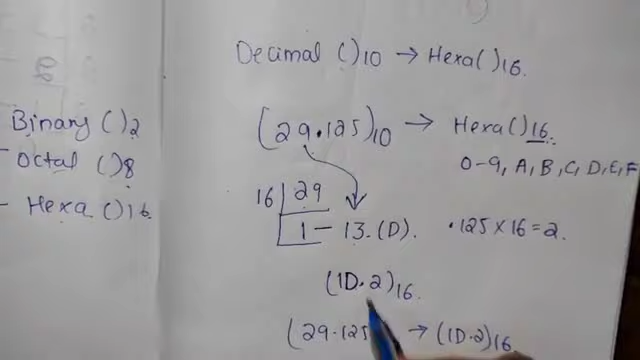 Decimal ( )10 → Hexa( )16.
Binary ( )2
Octal ( )8
- Hexa ( )16
(29.125)10 → Hexa( )16.
0-9, A, B, C, D, E, F
16 | 29
1 - 13. (D).
.125 × 16 = 2.
(1D.2)16.
(29.125 → (1D.2)16